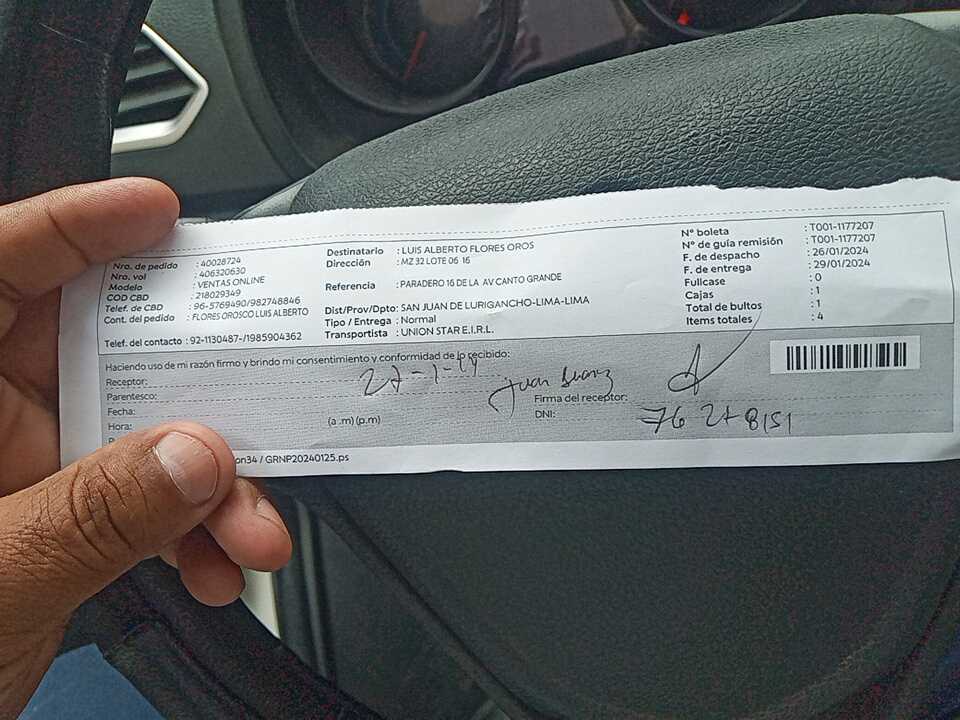 Nro. de pedido : 40028724
Nro. vol : 406320630
Modelo : VENTAS ONLINE
COD CBD : 218029349
Telef. de CBD : 96-5769490/982748846
Cont. del pedido : FLORES OROSCO LUIS ALBERTO
Telef. del contacto : 92-1130487-/1985904362
Destinatario : LUIS ALBERTO FLORES OROS
Dirección : MZ 32 LOTE 06 16
Referencia : PARADERO 16 DE LA AV CANTO GRANDE
Dist/Prov/Dpto: SAN JUAN DE LURIGANCHO-LIMA-LIMA
Tipo / Entrega : Normal
Transportista : UNION STAR E.I.R.L.
N° boleta : T001-1177207
N° de guía remisión : T001-1177207
F. de despacho : 26/01/2024
F. de entrega : 29/01/2024
Fullcase : 0
Cajas : 1
Total de bultos : 1
Items totales : 4
Haciendo uso de mi razón firmo y brindo mi consentimiento y conformidad de lo recibido:
Receptor:
Parentesco:
Fecha:
Hora: (a .m) (p.m)
27-1-24
Juan Suarez
Firma del receptor:
DNI: 76278151
on34 / GRNP20240125.ps